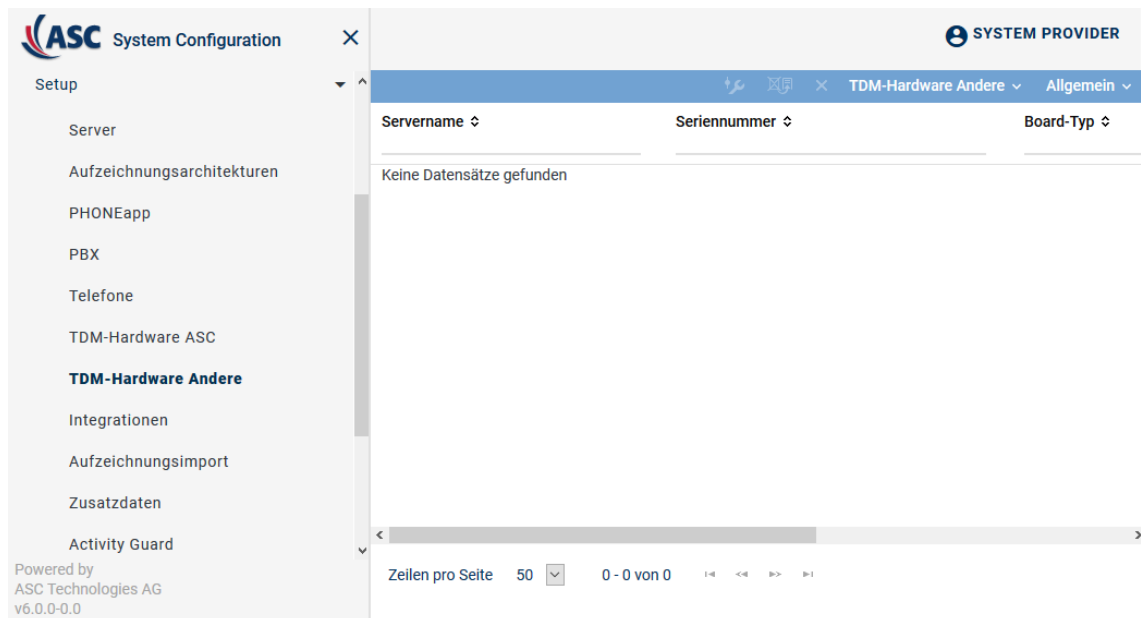 ASC System Configuration
SYSTEM PROVIDER
Setup
TDM-Hardware Andere
Allgemein
Server
Aufzeichnungsarchitekturen
PHONEapp
PBX
Telefone
TDM-Hardware ASC
TDM-Hardware Andere
Integrationen
Aufzeichnungsimport
Zusatzdaten
Activity Guard
Powered by
ASC Technologies AG
v6.0.0-0.0
Servername
Seriennummer
Board-Typ
Keine Datensätze gefunden
Zeilen pro Seite 50 0 - 0 von 0